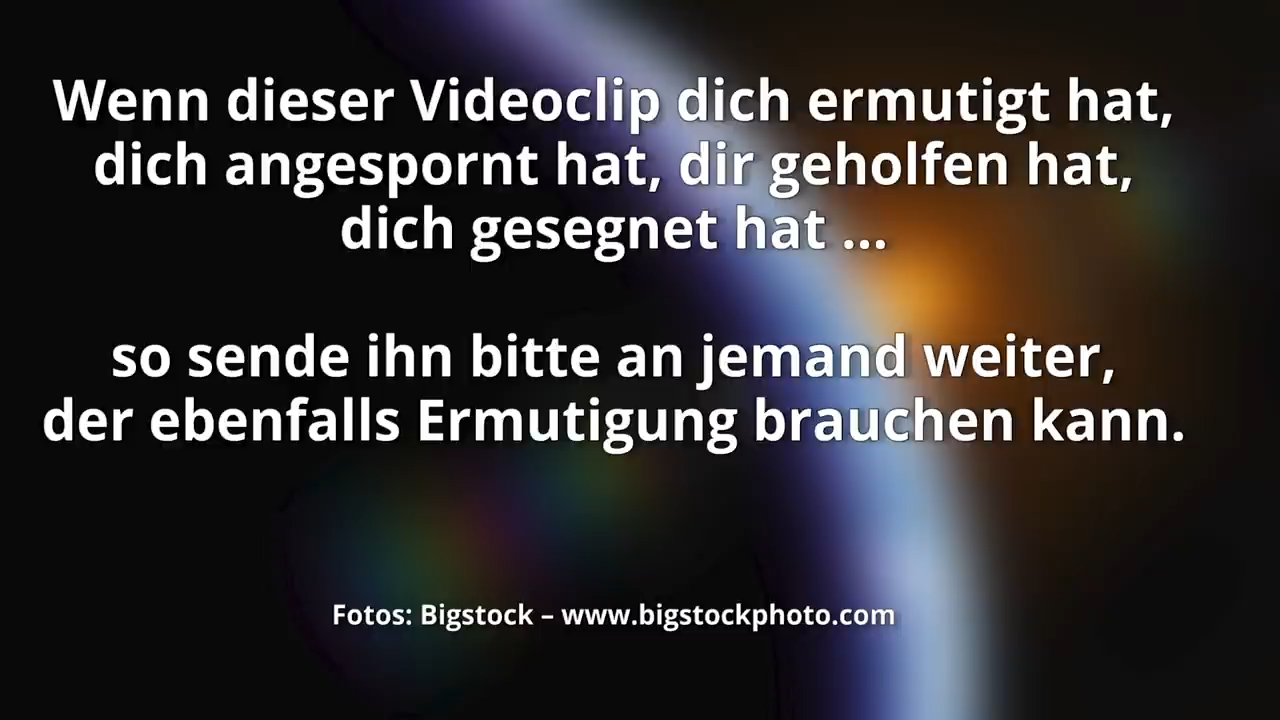 Wenn dieser Videoclip dich ermutigt hat,
dich angespornt hat, dir geholfen hat,
dich gesegnet hat ...
so sende ihn bitte an jemand weiter,
der ebenfalls Ermutigung brauchen kann.
Fotos: Bigstock – www.bigstockphoto.com